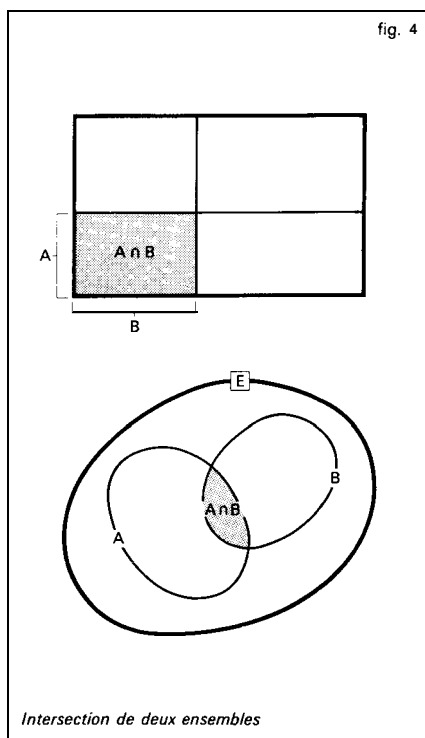 fig. 4
A
A ∩ B
B
E
A
A∩B
B
Intersection de deux ensembles